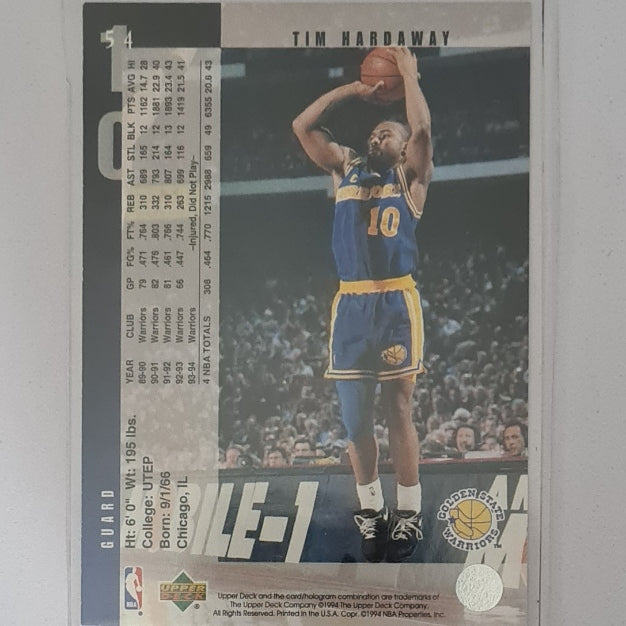 54
TIM HARDAWAY
10
WARRIORS
10
GUARD
Ht: 6' 0" Wt: 195 lbs.
College: UTEP
Born: 9/1/66
Chicago, IL
YEAR CLUB GP FG% FT% REB AST STL BLK PTS AVG HI
89-90 Warriors 79 .471 .764 310 689 165 12 1162 14.7 28
90-91 Warriors 82 .476 .803 332 793 214 12 1881 22.9 40
91-92 Warriors 81 .461 .766 310 807 164 13 1893 23.4 43
92-93 Warriors 66 .447 .744 263 699 116 12 1419 21.5 41
93-94 Warriors –Injured, Did Not Play–
4 NBA TOTALS 308 .464 .770 1215 2988 659 49 6355 20.6 43
GOLDEN STATE
WARRIORS
NBA
UPPER
DECK
®
Upper Deck and the card/hologram combination are trademarks of
The Upper Deck Company ©1994 The Upper Deck Company.
All Rights Reserved. Printed in the U.S.A. Copr. ©1994 NBA Properties, Inc.